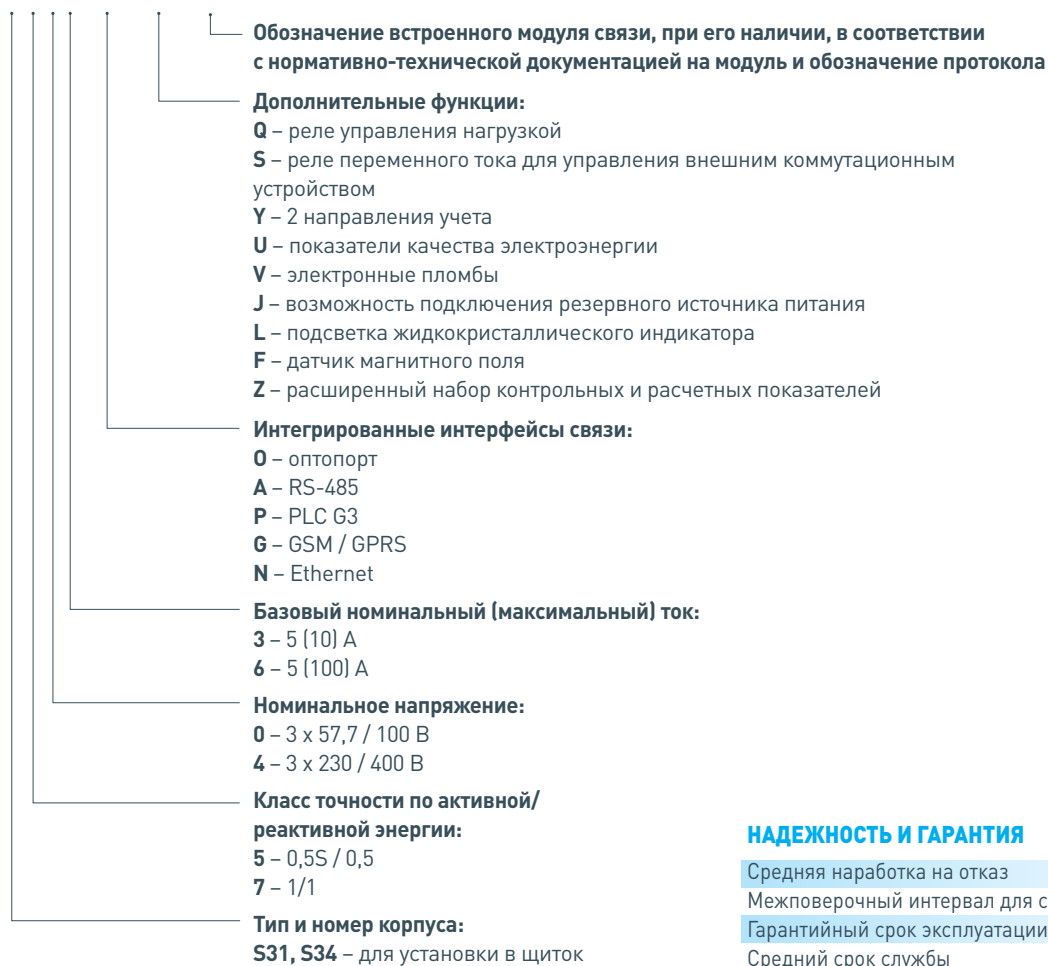 Обозначение встроенного модуля связи, при его наличии, в соответствии
с нормативно-технической документацией на модуль и обозначение протокола
Дополнительные функции:
Q – реле управления нагрузкой
S – реле переменного тока для управления внешним коммутационным
устройством
Y – 2 направления учета
U – показатели качества электроэнергии
V – электронные пломбы
J – возможность подключения резервного источника питания
L – подсветка жидкокристаллического индикатора
F – датчик магнитного поля
Z – расширенный набор контрольных и расчетных показателей
Интегрированные интерфейсы связи:
O – оптопорт
A – RS-485
P – PLC G3
G – GSM / GPRS
N – Ethernet
Базовый номинальный (максимальный) ток:
3 – 5 (10) А
6 – 5 (100) А
Номинальное напряжение:
0 – 3 x 57,7 / 100 В
4 – 3 x 230 / 400 В
Класс точности по активной/
реактивной энергии:
5 – 0,5S / 0,5
7 – 1/1
Тип и номер корпуса:
S31, S34 – для установки в щиток
НАДЕЖНОСТЬ И ГАРАНТИЯ
Средняя наработка на отказ
Межповерочный интервал для с
Гарантийный срок эксплуатации
Средний срок службы